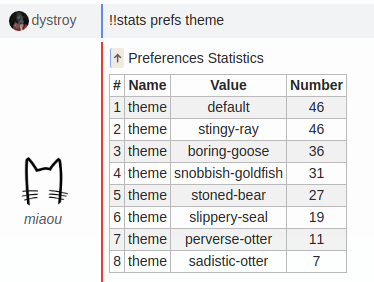 dystroy !!stats prefs theme
↑ Preferences Statistics
# Name Value Number
1 theme default 46
2 theme stingy-ray 46
3 theme boring-goose 36
4 theme snobbish-goldfish 31
5 theme stoned-bear 27
6 theme slippery-seal 19
7 theme perverse-otter 11
8 theme sadistic-otter 7
miaou